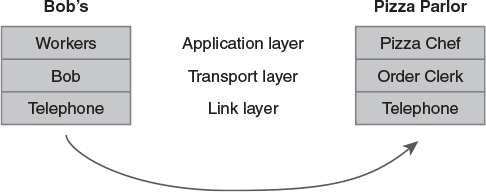 Bob's Pizza Parlor
Workers Application layer Pizza Chef
Bob Transport layer Order Clerk
Telephone Link layer Telephone